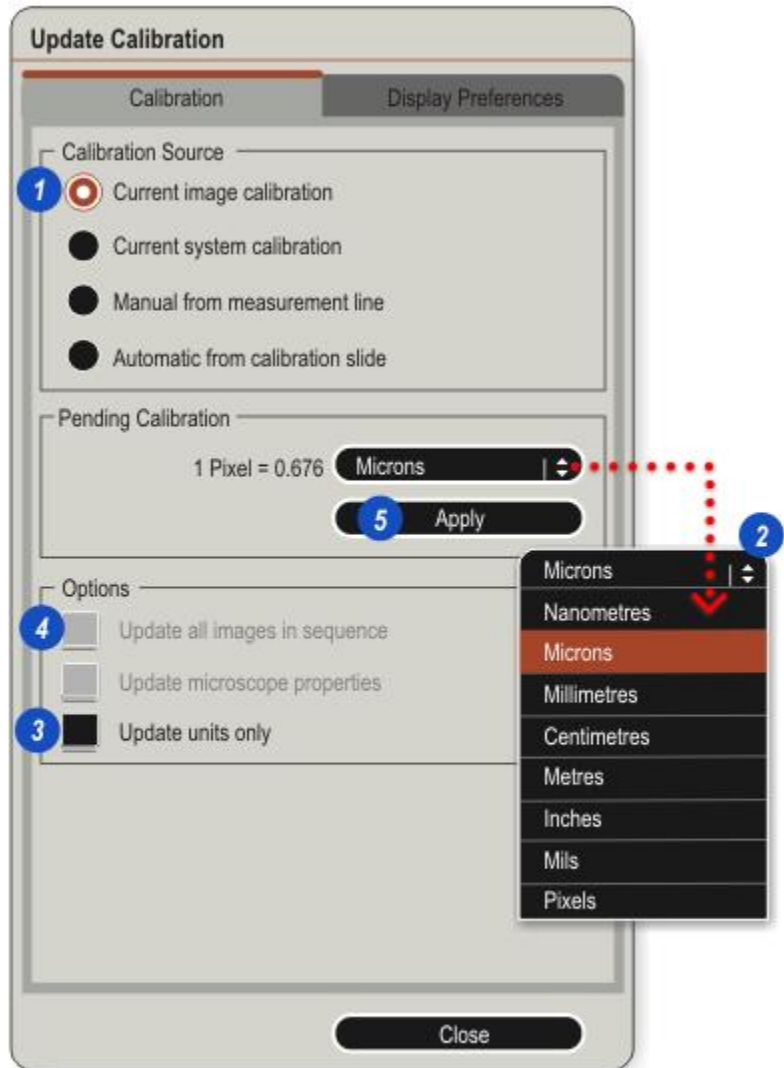 Update Calibration
Calibration
Display Preferences
Calibration Source
1 Current image calibration
Current system calibration
Manual from measurement line
Automatic from calibration slide
Pending Calibration
1 Pixel = 0.676 Microns
5 Apply
2
Microns
Nanometres
Microns
Millimetres
Centimetres
Metres
Inches
Mils
Pixels
Options
4 Update all images in sequence
Update microscope properties
3 Update units only
Close